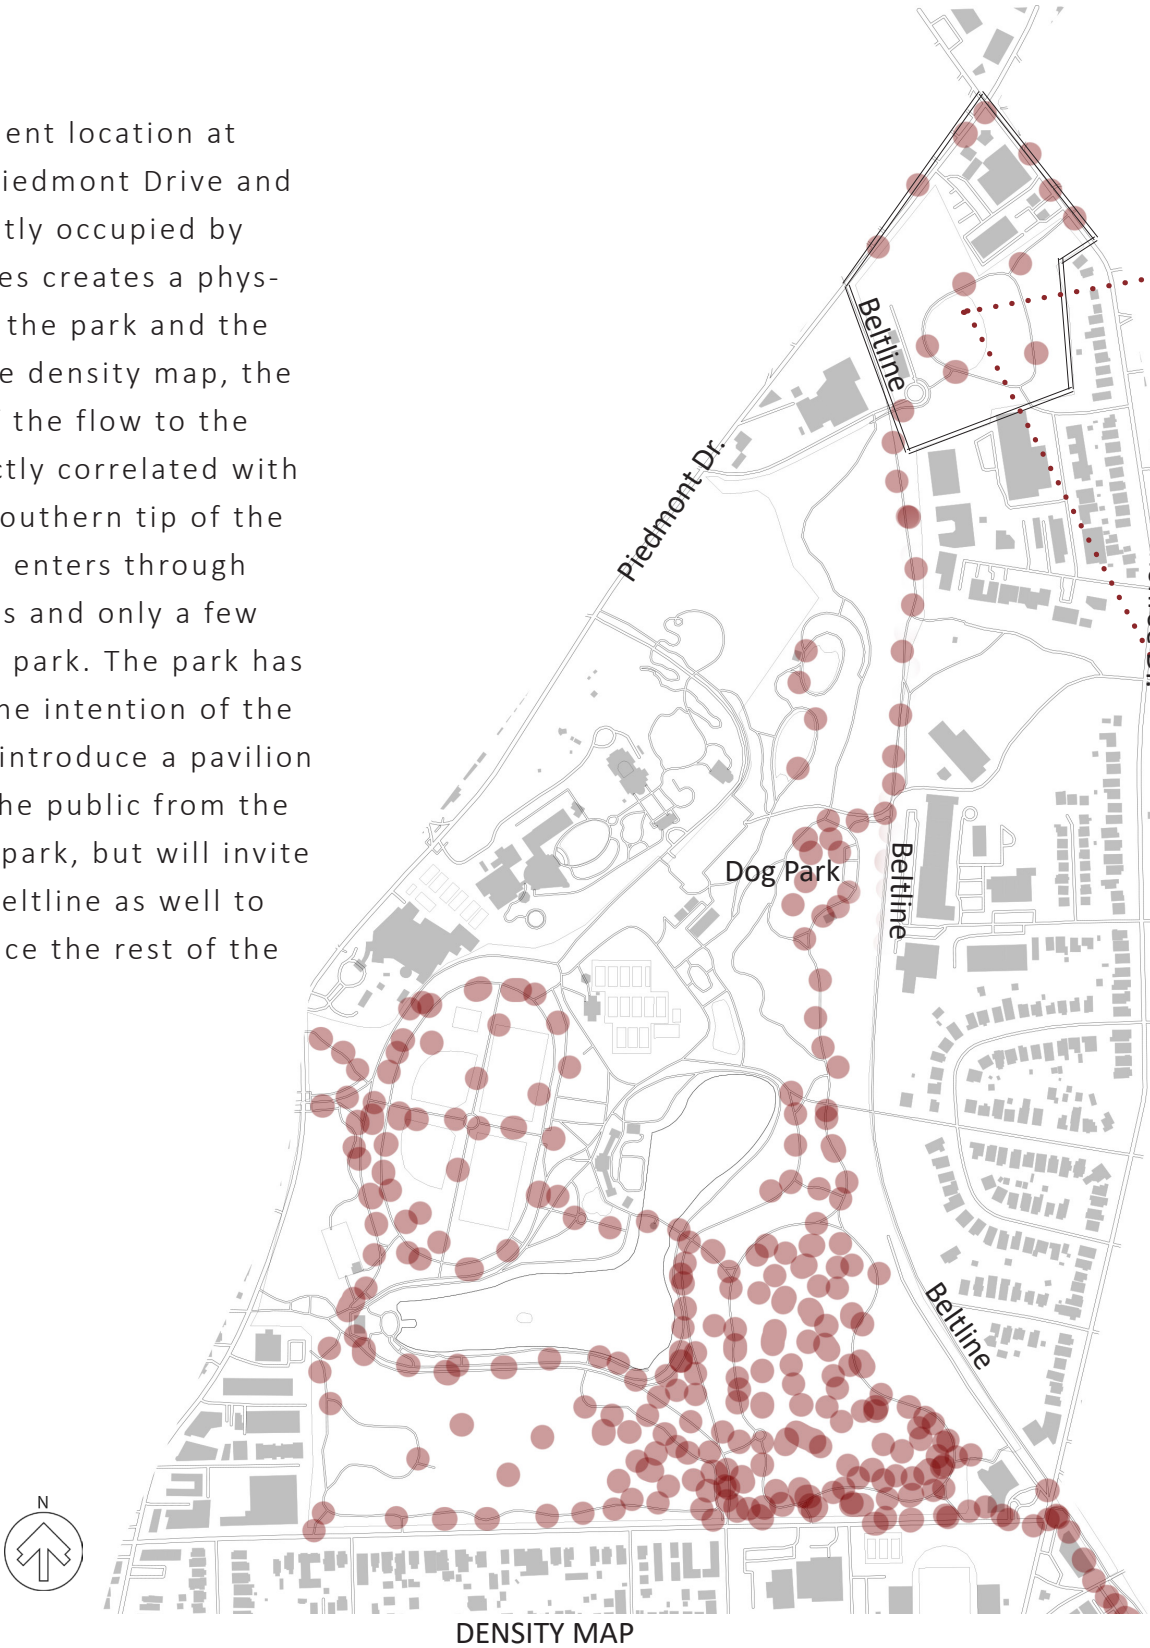 ent location at
iedmont Drive and
tly occupied by
es creates a phys-
the park and the
e density map, the
the flow to the
ctly correlated with
outhern tip of the
enters through
s and only a few
park. The park has
he intention of the
introduce a pavilion
he public from the
park, but will invite
eltline as well to
ce the rest of the
Beltline
Piedmont Dr.
Dog Park
Beltline
Beltline
N
DENSITY MAP